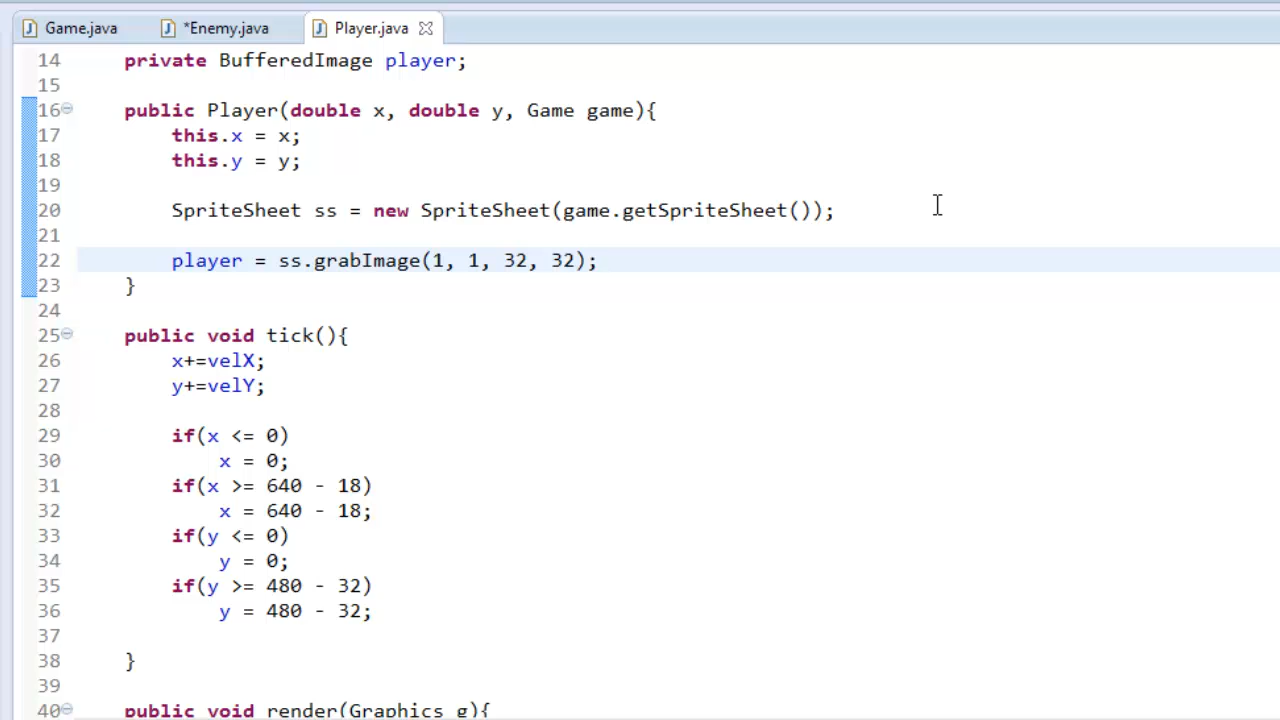 Game.java *Enemy.java Player.java
14 private BufferedImage player;
15
16 public Player(double x, double y, Game game){
17 this.x = x;
18 this.y = y;
19
20 SpriteSheet ss = new SpriteSheet(game.getSpriteSheet());
21
22 player = ss.grabImage(1, 1, 32, 32);
23 }
24
25 public void tick(){
26 x+=velX;
27 y+=velY;
28
29 if(x <= 0)
30 x = 0;
31 if(x >= 640 - 18)
32 x = 640 - 18;
33 if(y <= 0)
34 y = 0;
35 if(y >= 480 - 32)
36 y = 480 - 32;
37
38 }
39
40 public void render(Graphics g){